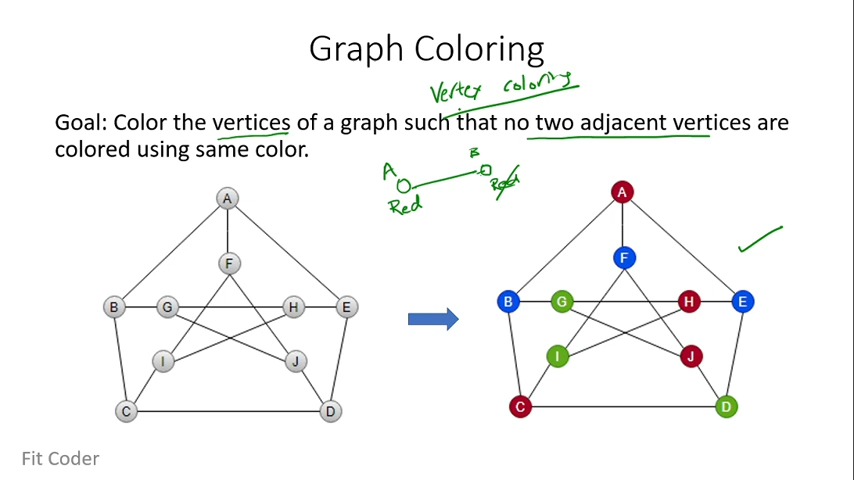 Graph Coloring
Vertex coloring
Goal: Color the vertices of a graph such that no two adjacent vertices are
colored using same color.
A B
Red Red
A A
F F
B G H E B G H E
I J I J
C D C D
Fit Coder